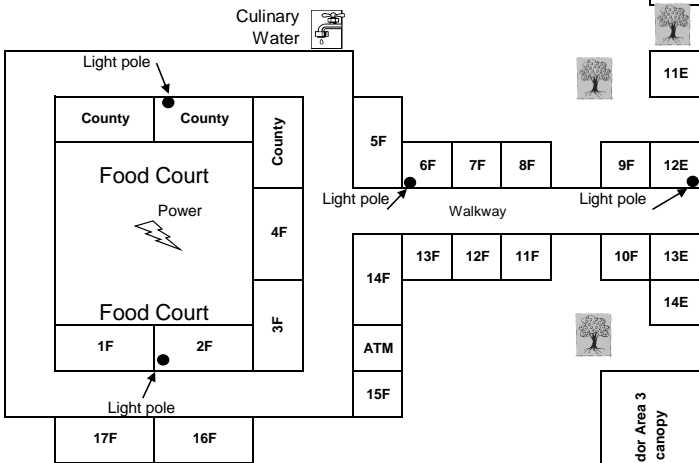 Culinary
Water
Light pole
11E
County
County
County
5F
Food Court
6F
7F
8F
9F
12E
Power
Light pole
Walkway
Light pole
4F
13F
12F
11F
10F
13E
14F
14E
Food Court
3F
1F
2F
ATM
15F
Light pole
dor Area 3
canopy
17F
16F